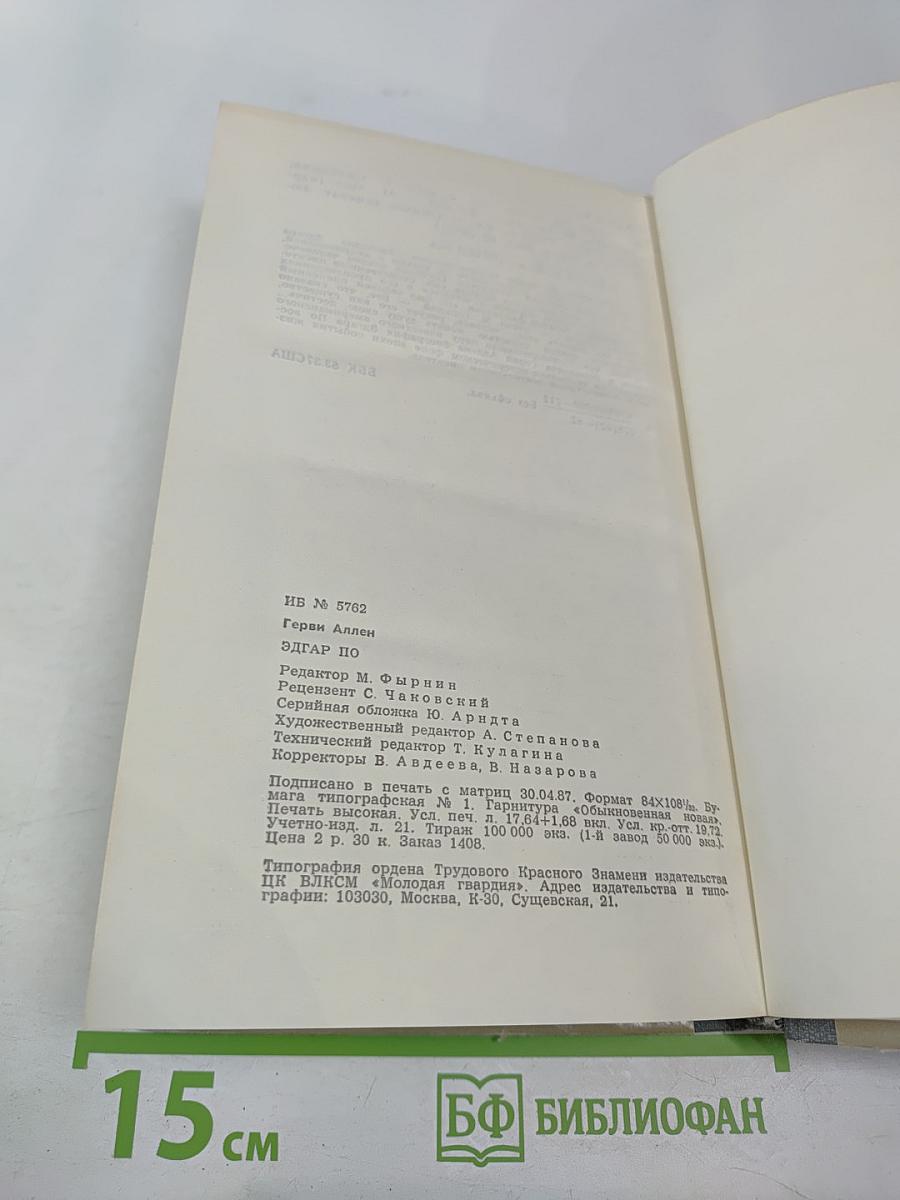 ИБ № 5762
Герви Аллен
ЭДГАР ПО
Редактор М. Фырнин
Рецензент С. Чаковский
Серийная обложка Ю. Арндта
Художественный редактор А. Степанова
Технический редактор Т. Кулагина
Корректоры В. Авдеева, В. Назарова
Подписано в печать с матриц 30.04.87. Формат 84×108¹/₃₂. Бу-
мага типографская № 1. Гарнитура «Обыкновенная новая».
Печать высокая. Усл. печ. л. 17,64+1,68 вкл. Усл. кр.-отт. 19,72.
Учетно-изд. л. 21. Тираж 100 000 экз. (1-й завод 50 000 экз.).
Цена 2 р. 30 к. Заказ 1408.
Типография ордена Трудового Красного Знамени издательства
ЦК ВЛКСМ «Молодая гвардия». Адрес издательства и типо-
графии: 103030, Москва, К-30, Сущевская, 21.
15 см
БФ БИБЛИОФАН